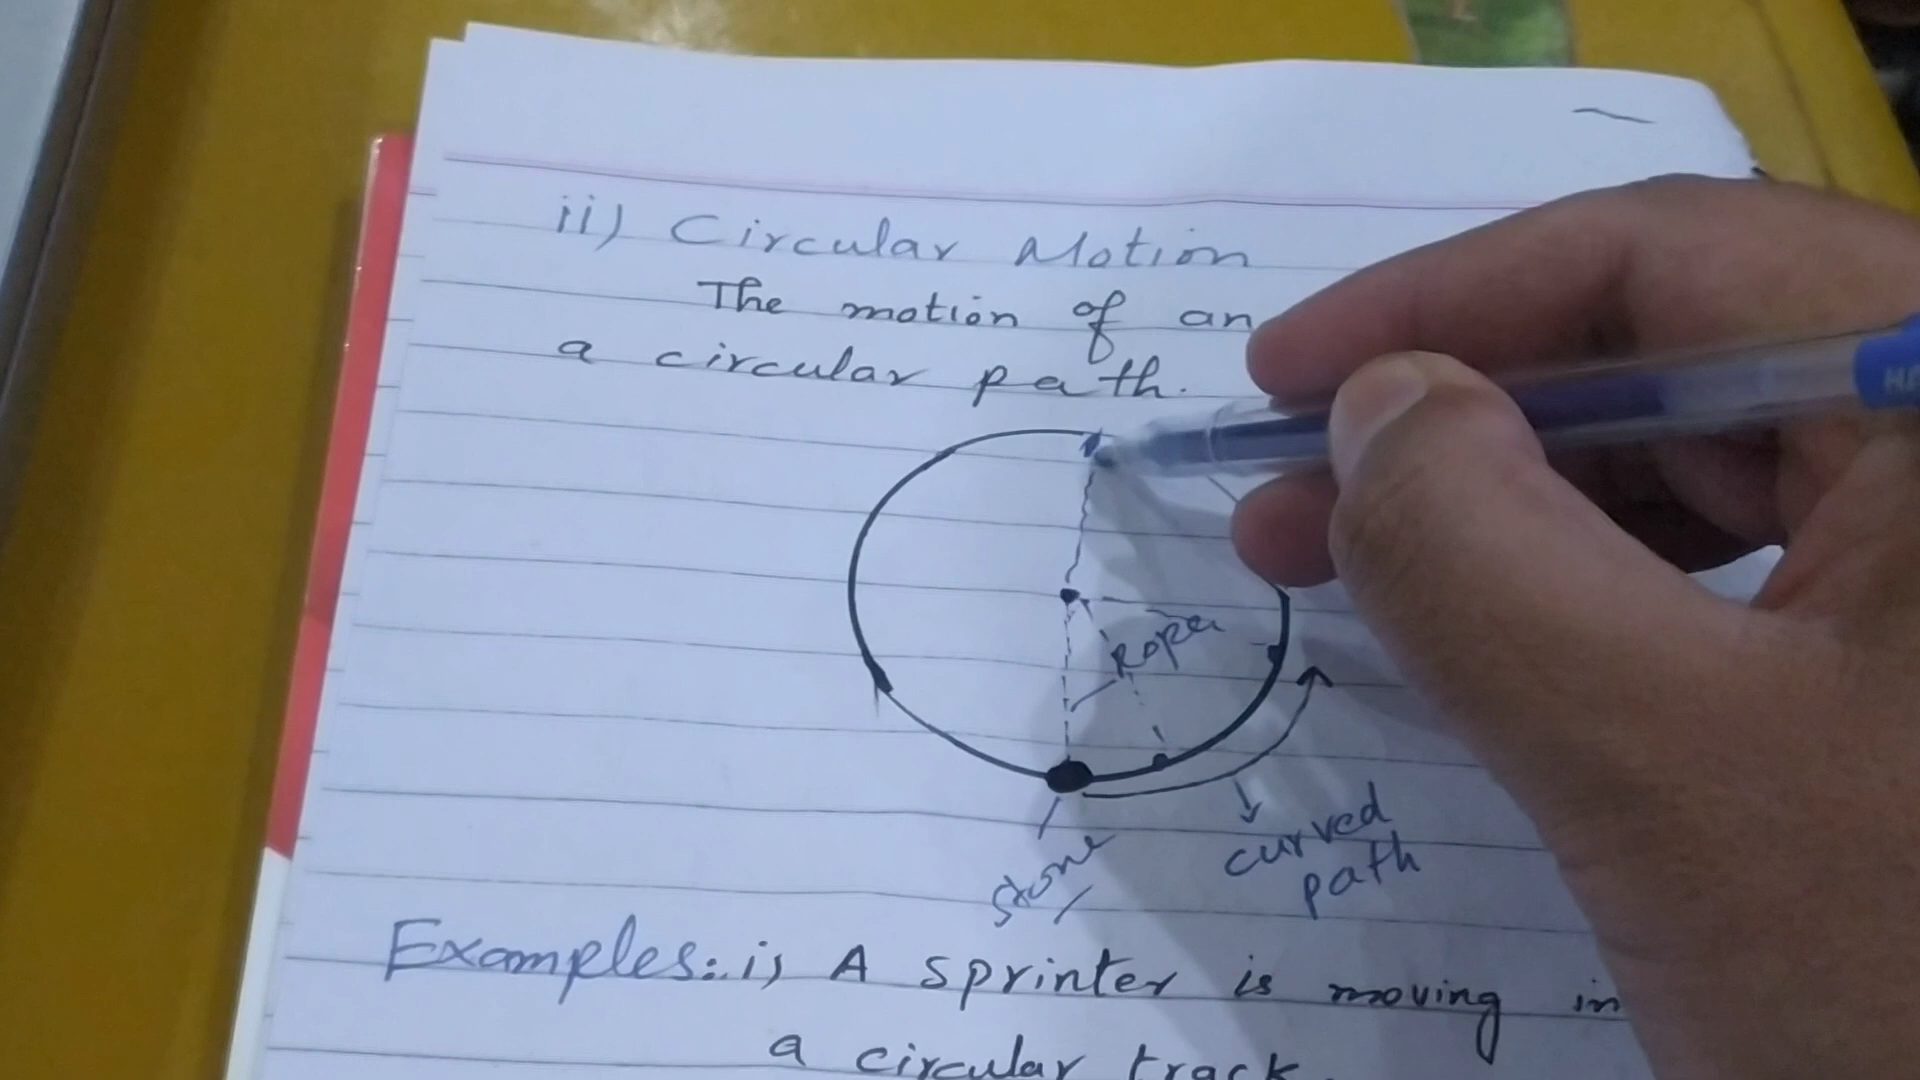 ii) Circular Motion
The motion of an
a circular path.
Rope
stone
curved
path
Examples: i) A sprinter is moving in
a circular track.